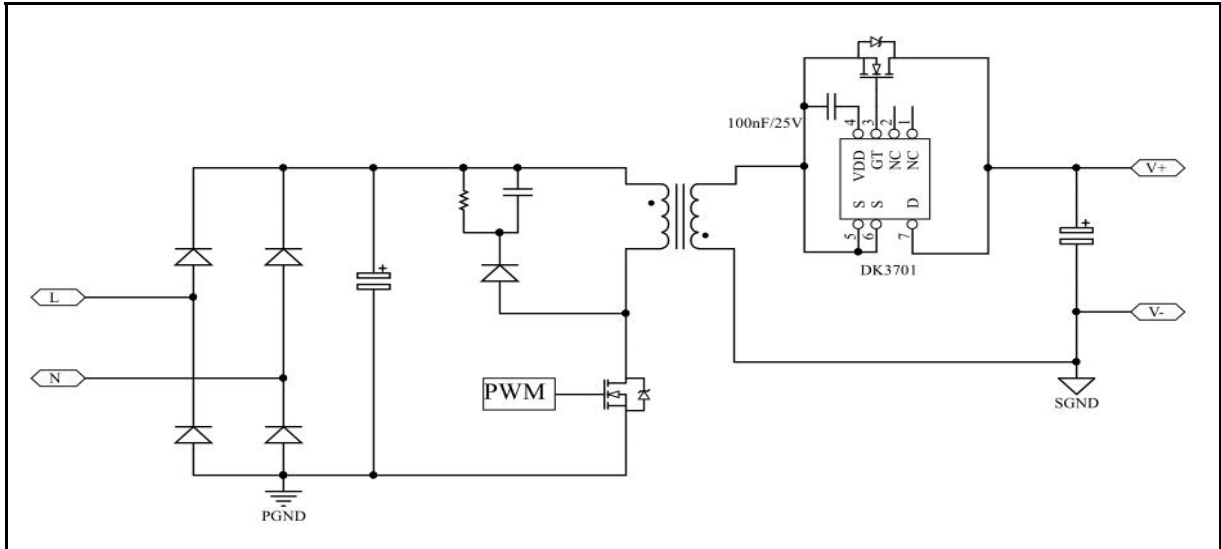 100nF/25V
4 3 2 1
VDD GT NC NC
S S D
5 6 7
DK3701
V+
L
V-
N
PWM
SGND
PGND